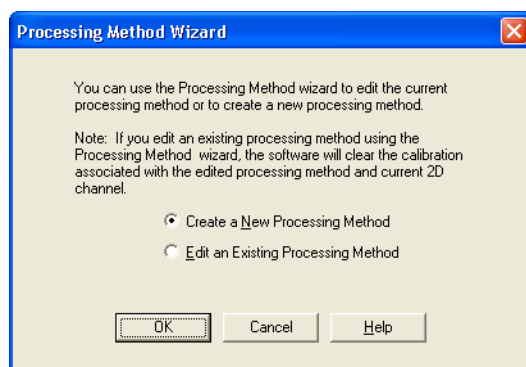 Processing Method Wizard
You can use the Processing Method wizard to edit the current
processing method or to create a new processing method.
Note: If you edit an existing processing method using the
Processing Method wizard, the software will clear the calibration
associated with the edited processing method and current 2D
channel.
Create a New Processing Method
Edit an Existing Processing Method
OK Cancel Help